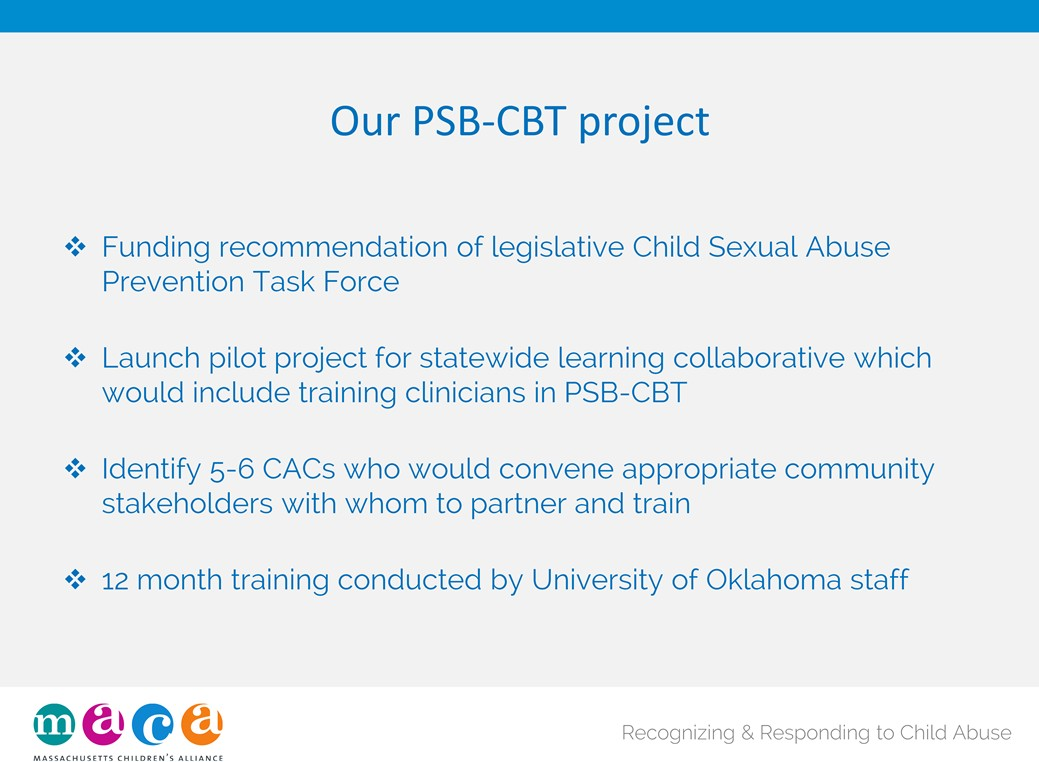 Our PSB-CBT project
❖ Funding recommendation of legislative Child Sexual Abuse
Prevention Task Force
❖ Launch pilot project for statewide learning collaborative which
would include training clinicians in PSB-CBT
❖ Identify 5-6 CACs who would convene appropriate community
stakeholders with whom to partner and train
❖ 12 month training conducted by University of Oklahoma staff
maca
MASSACHUSETTS CHILDREN'S ALLIANCE
Recognizing & Responding to Child Abuse